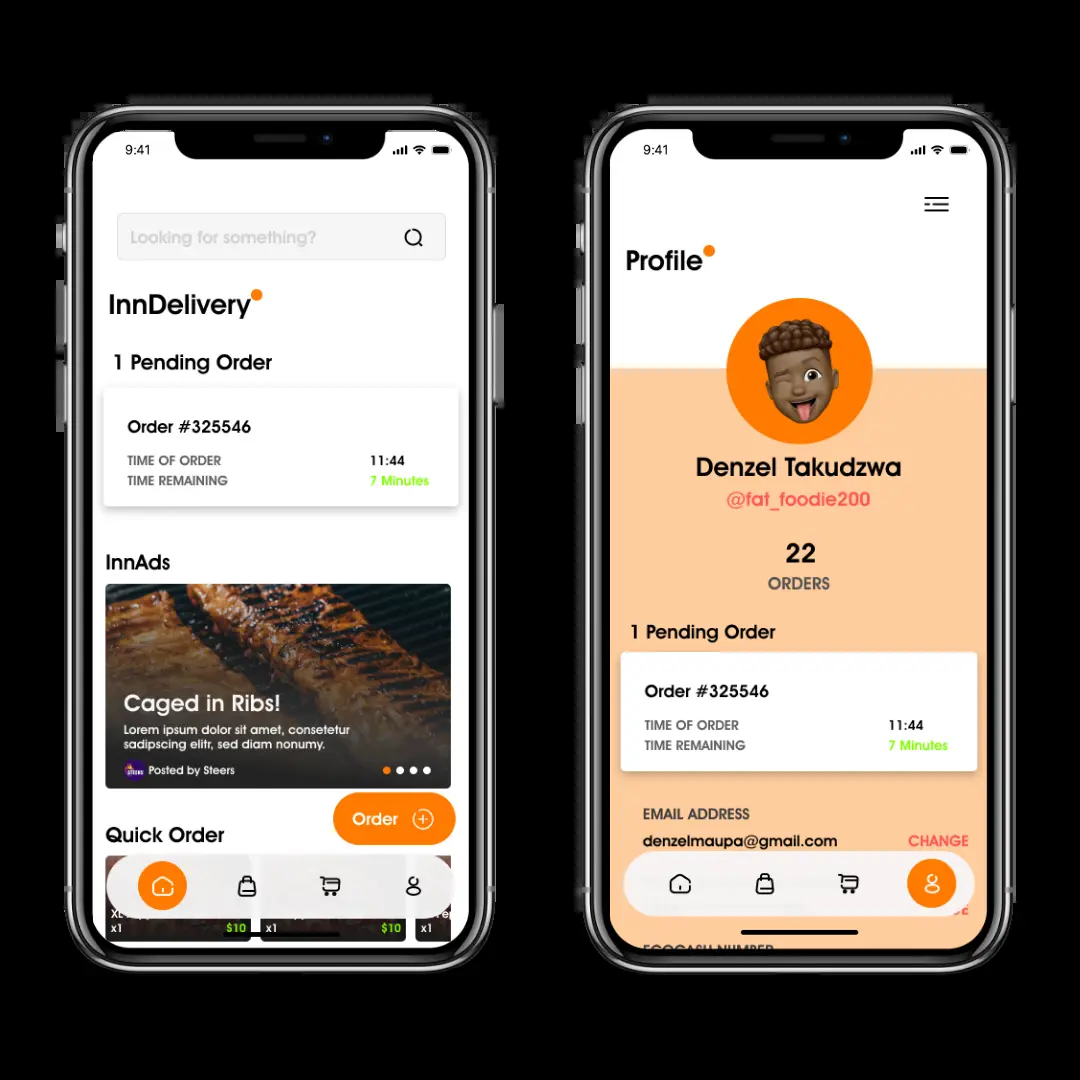 9:41
Looking for something?
InnDelivery
1 Pending Order
Order #325546
TIME OF ORDER 11:44
TIME REMAINING 7 Minutes
InnAds
Caged in Ribs!
Lorem ipsum dolor sit amet, consetetur
sadipscing elitr, sed diam nonumy.
STEERS Posted by Steers
Order
Quick Order
x1 $10 x1 $10 x1
9:41
Profile
Denzel Takudzwa
@fat_foodie200
22
ORDERS
1 Pending Order
Order #325546
TIME OF ORDER 11:44
TIME REMAINING 7 Minutes
EMAIL ADDRESS
denzelmaupa@gmail.com CHANGE
ECOCASH NUMBER